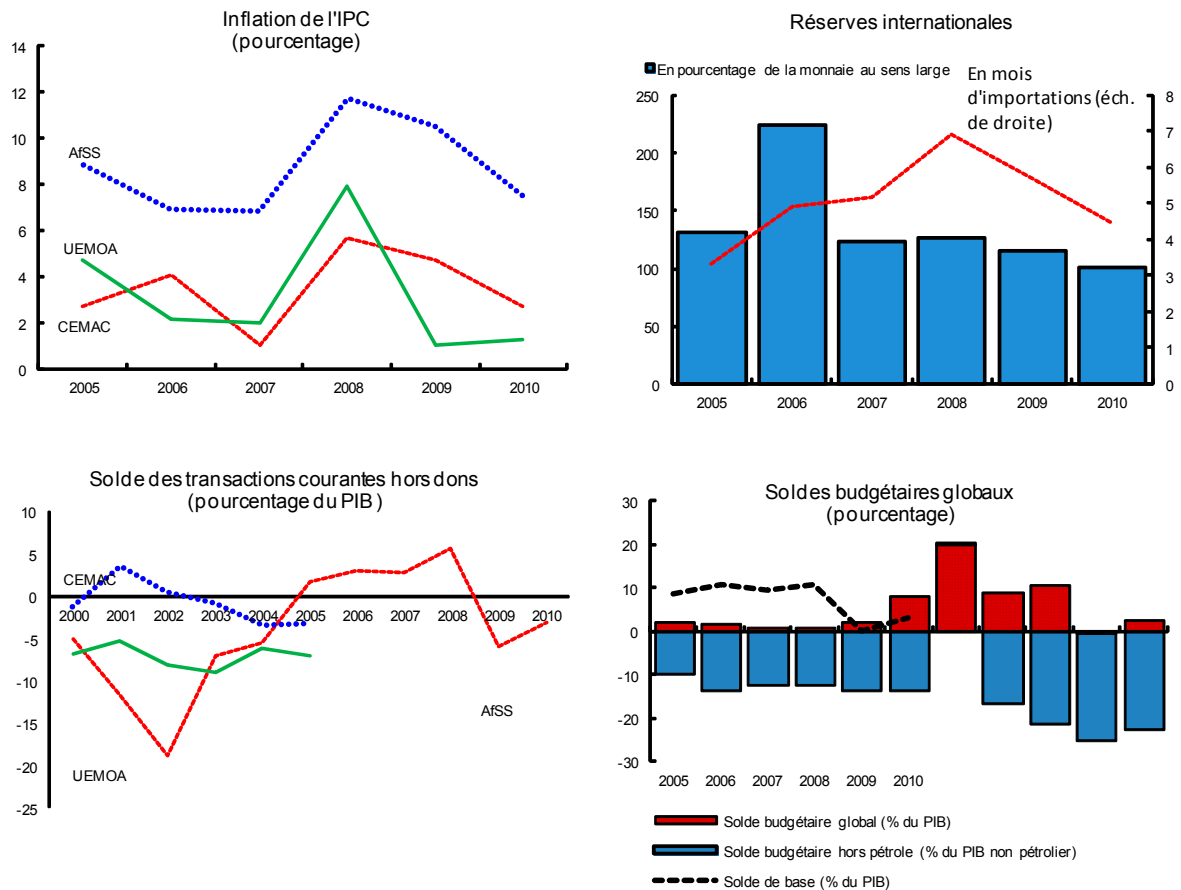 Inflation de l'IPC
(pourcentage)
14
12
10
8
6
4
2
0
AfSS
UEMOA
CEMAC
2005 2006 2007 2008 2009 2010
Réserves internationales
En pourcentage de la monnaie au sens large
En mois
d'importations (éch.
de droite)
250
200
150
100
50
0
8
7
6
5
4
3
2
1
0
2005 2006 2007 2008 2009 2010
Solde des transactions courantes hors dons
(pourcentage du PIB )
10
5
0
-5
-10
-15
-20
-25
CEMAC
2000 2001 2002 2003 2004 2005 2006 2007 2008 2009 2010
AfSS
UEMOA
Soldes budgétaires globaux
(pourcentage)
30
20
10
0
-10
-20
-30
2005 2006 2007 2008 2009 2010
Solde budgétaire global (% du PIB)
Solde budgétaire hors pétrole (% du PIB non pétrolier)
Solde de base (% du PIB)